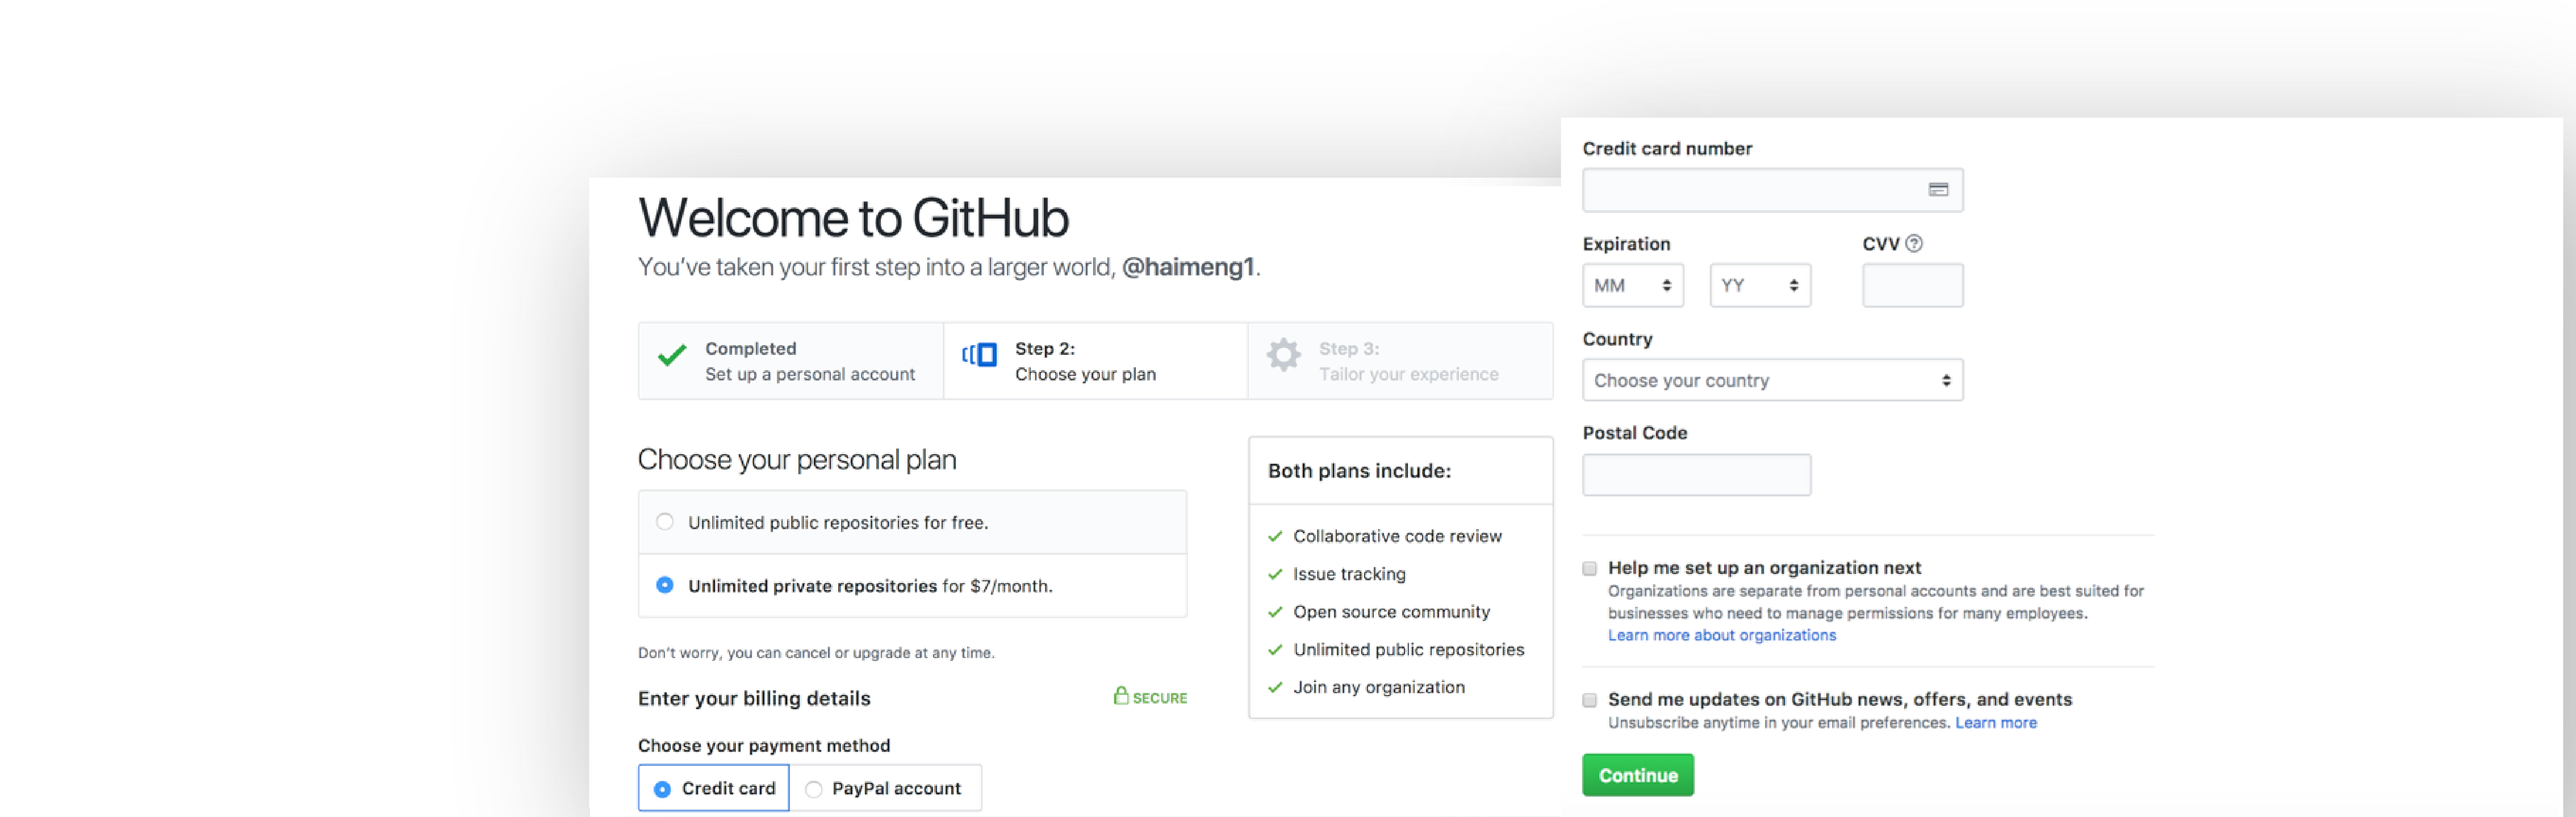 Welcome to GitHub
You've taken your first step into a larger world, @haimeng1.
Completed
Set up a personal account
Step 2:
Choose your plan
Step 3:
Tailor your experience
Choose your personal plan
Unlimited public repositories for free.
Unlimited private repositories for $7/month.
Don't worry, you can cancel or upgrade at any time.
Enter your billing details
SECURE
Choose your payment method
Credit card
PayPal account
Both plans include:
Collaborative code review
Issue tracking
Open source community
Unlimited public repositories
Join any organization
Credit card number
Expiration
CVV ?
MM
YY
Country
Choose your country
Postal Code
Help me set up an organization next
Organizations are separate from personal accounts and are best suited for
businesses who need to manage permissions for many employees.
Learn more about organizations
Send me updates on GitHub news, offers, and events
Unsubscribe anytime in your email preferences. Learn more
Continue